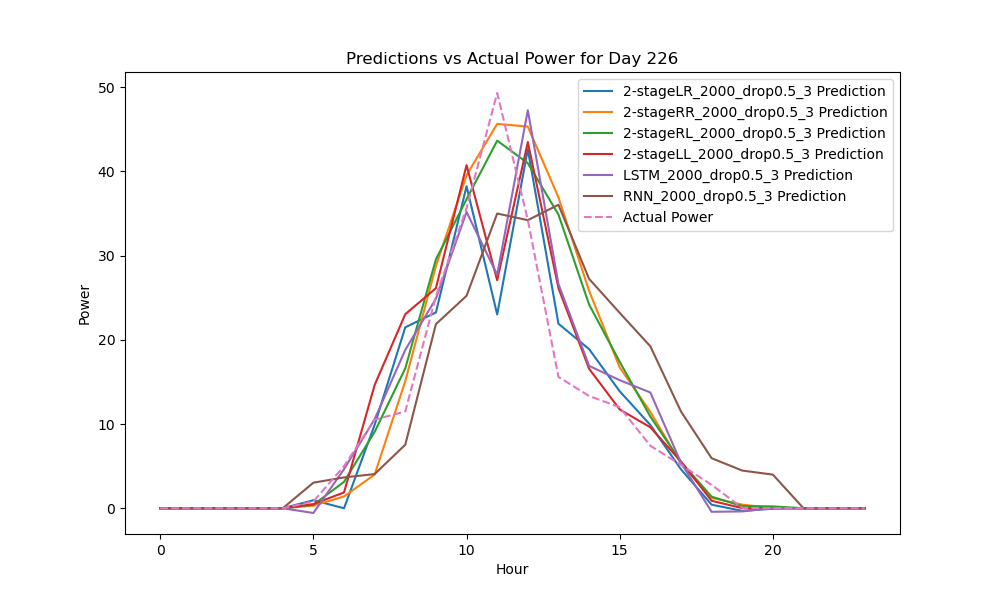 Predictions vs Actual Power for Day 226
2-stageLR_2000_drop0.5_3 Prediction
2-stageRR_2000_drop0.5_3 Prediction
2-stageRL_2000_drop0.5_3 Prediction
2-stageLL_2000_drop0.5_3 Prediction
LSTM_2000_drop0.5_3 Prediction
RNN_2000_drop0.5_3 Prediction
Actual Power
50
40
30
20
10
0
Power
0 5 10 15 20
Hour